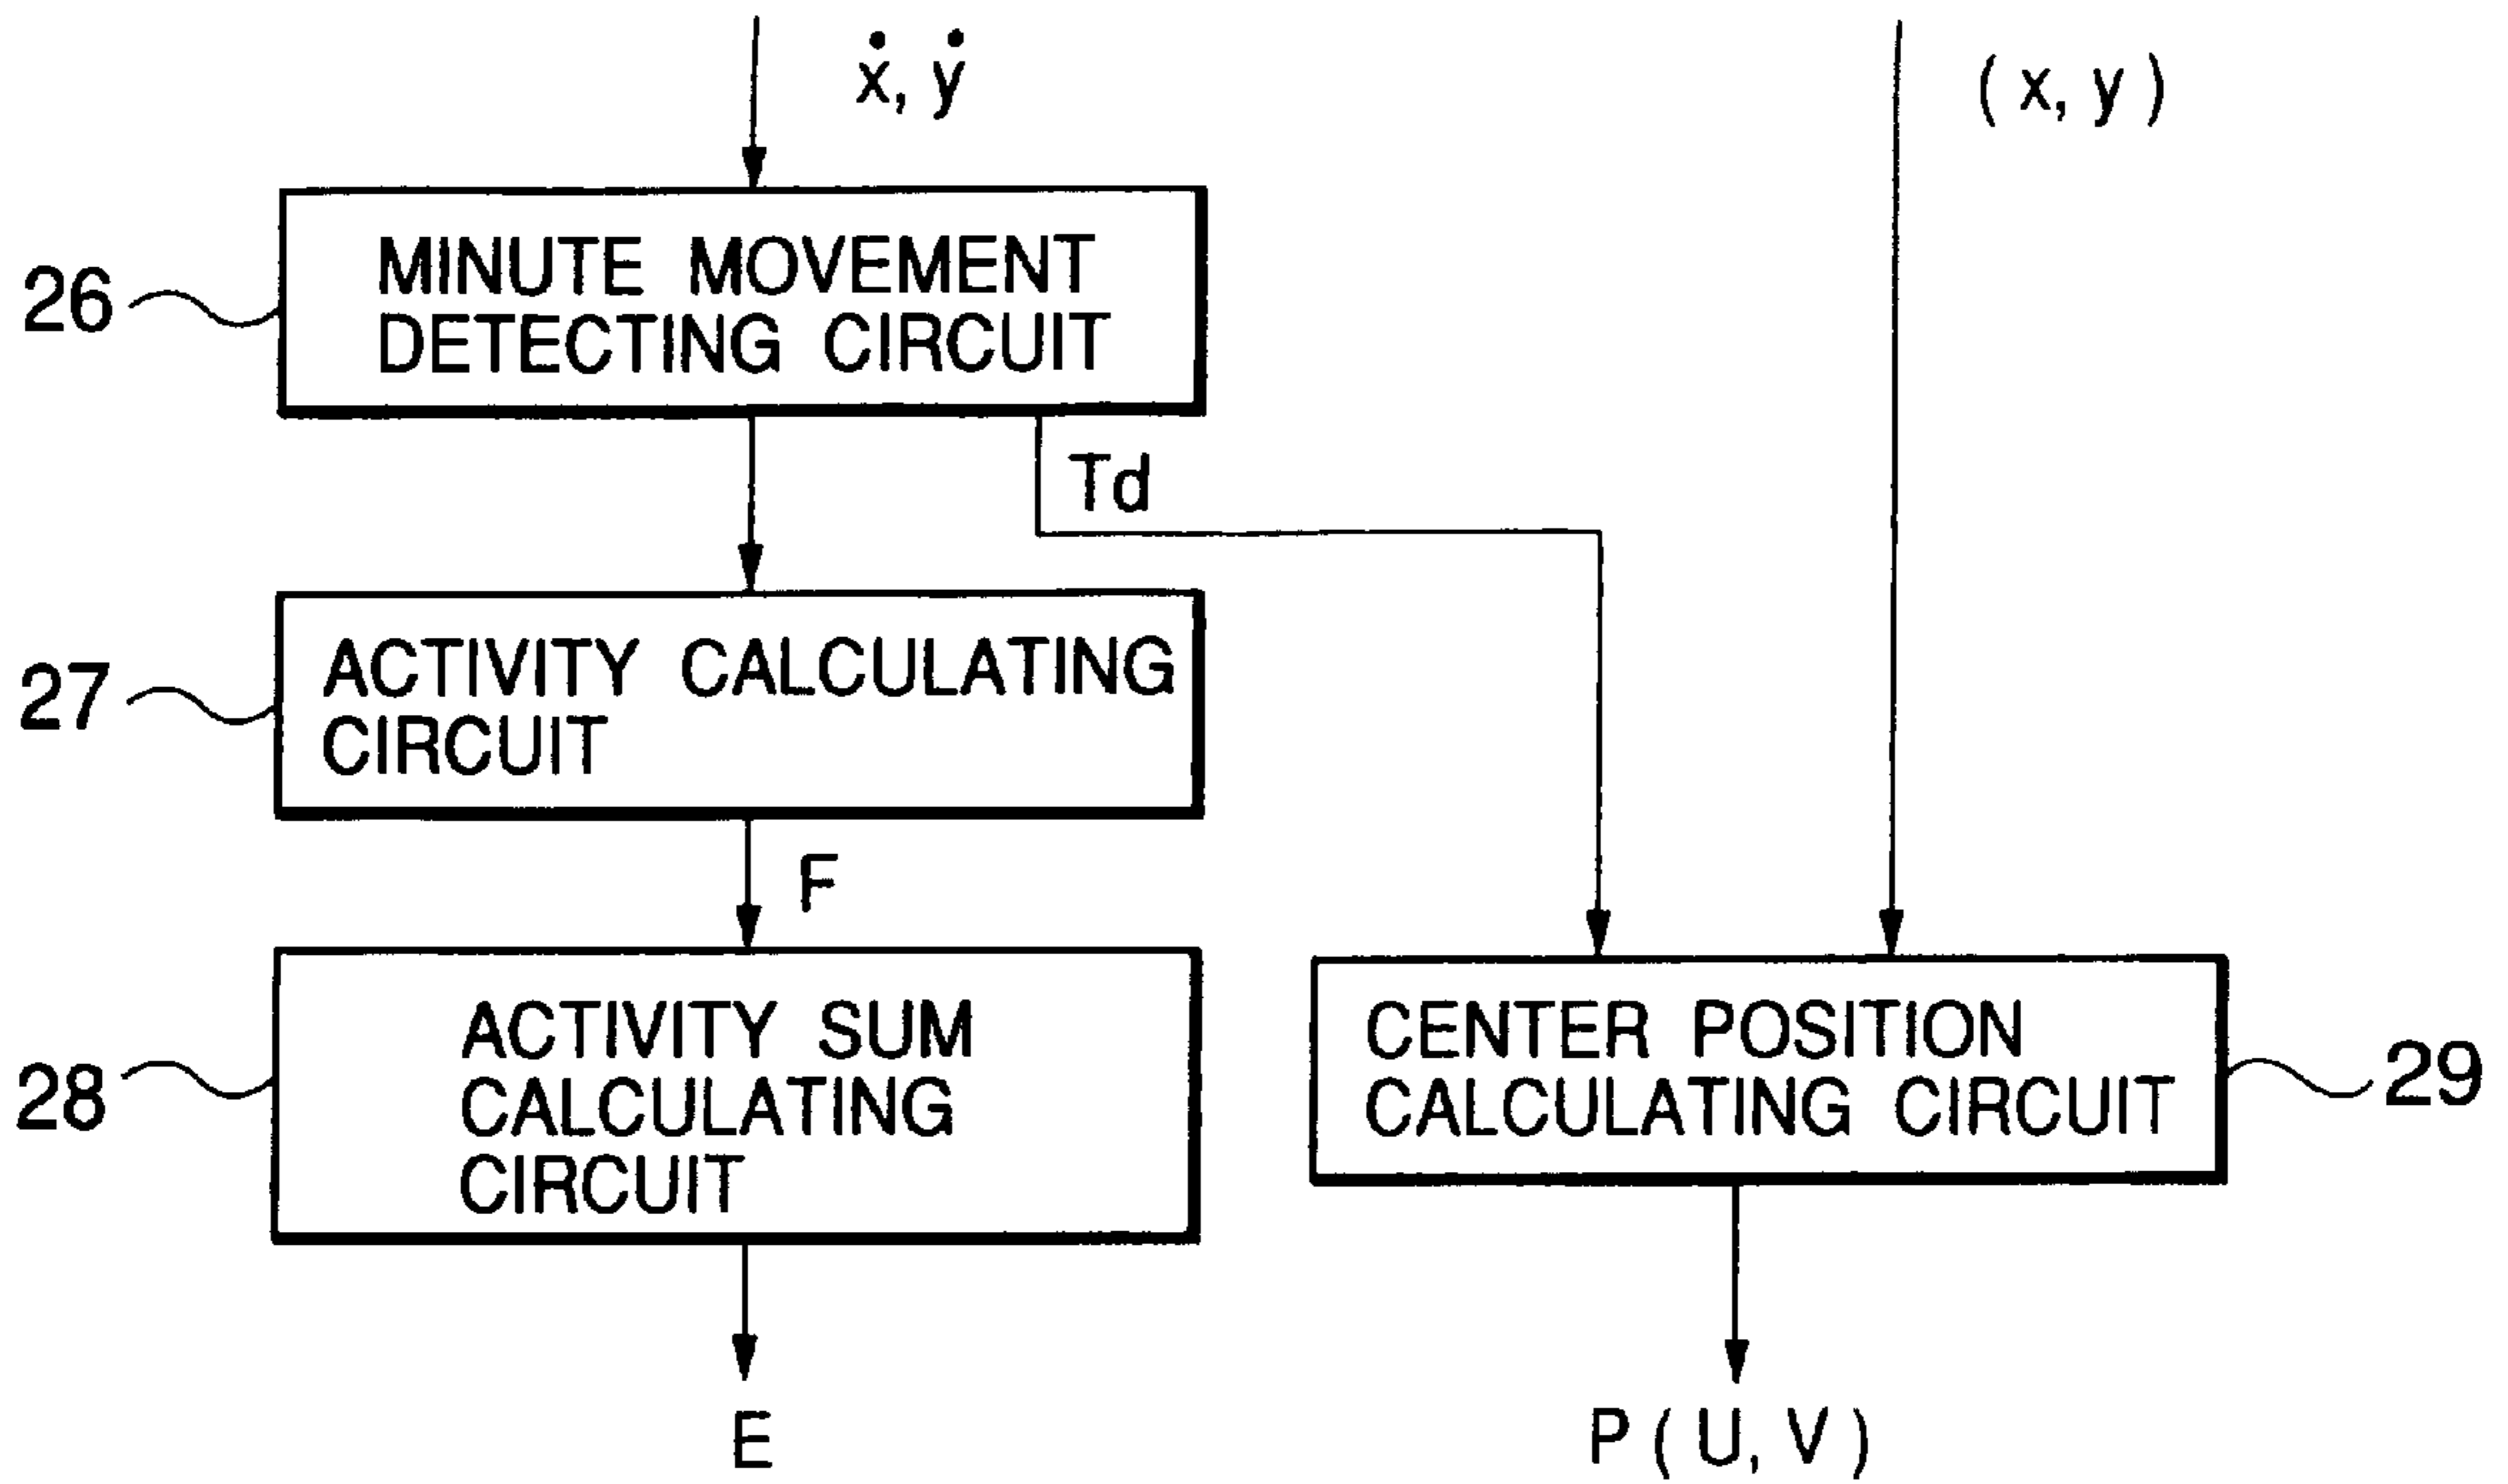 ẋ, ẏ
(x, y)
26
MINUTE MOVEMENT
DETECTING CIRCUIT
Td
27
ACTIVITY CALCULATING
CIRCUIT
F
28
ACTIVITY SUM
CALCULATING
CIRCUIT
CENTER POSITION
CALCULATING CIRCUIT
29
E
P(U, V)